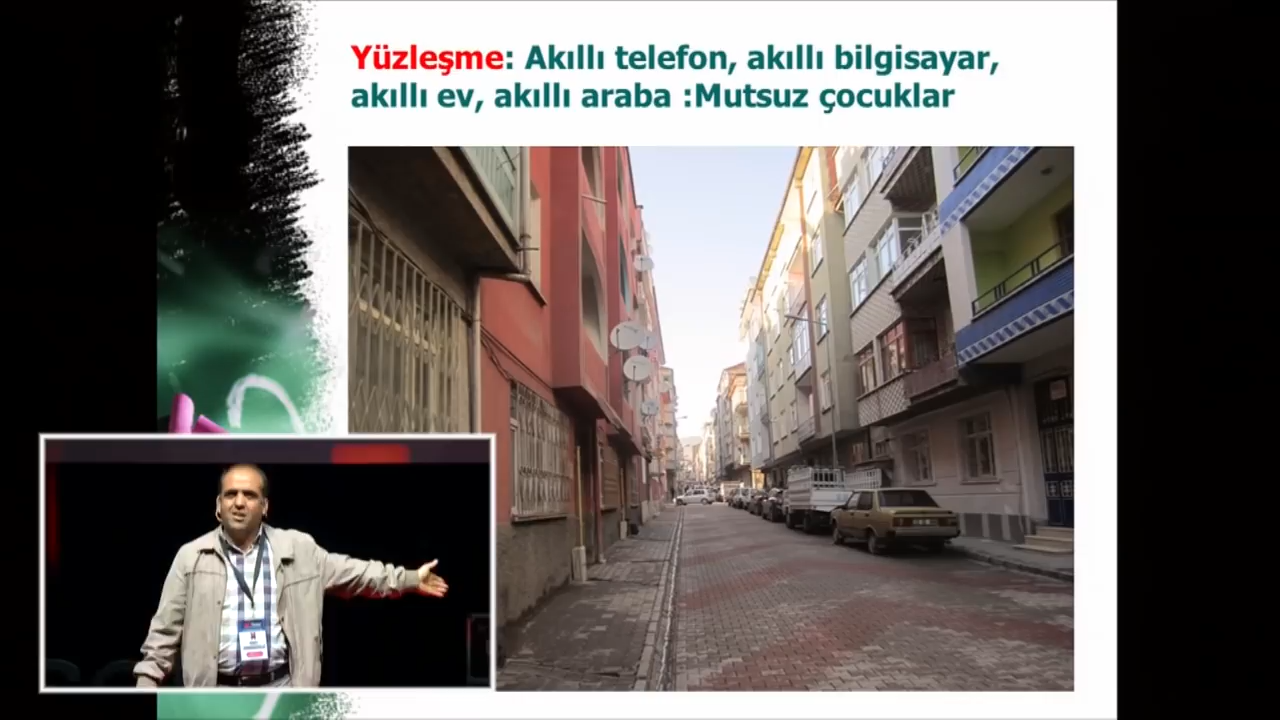 Yüzleşme: Akıllı telefon, akıllı bilgisayar,
akıllı ev, akıllı araba :Mutsuz çocuklar